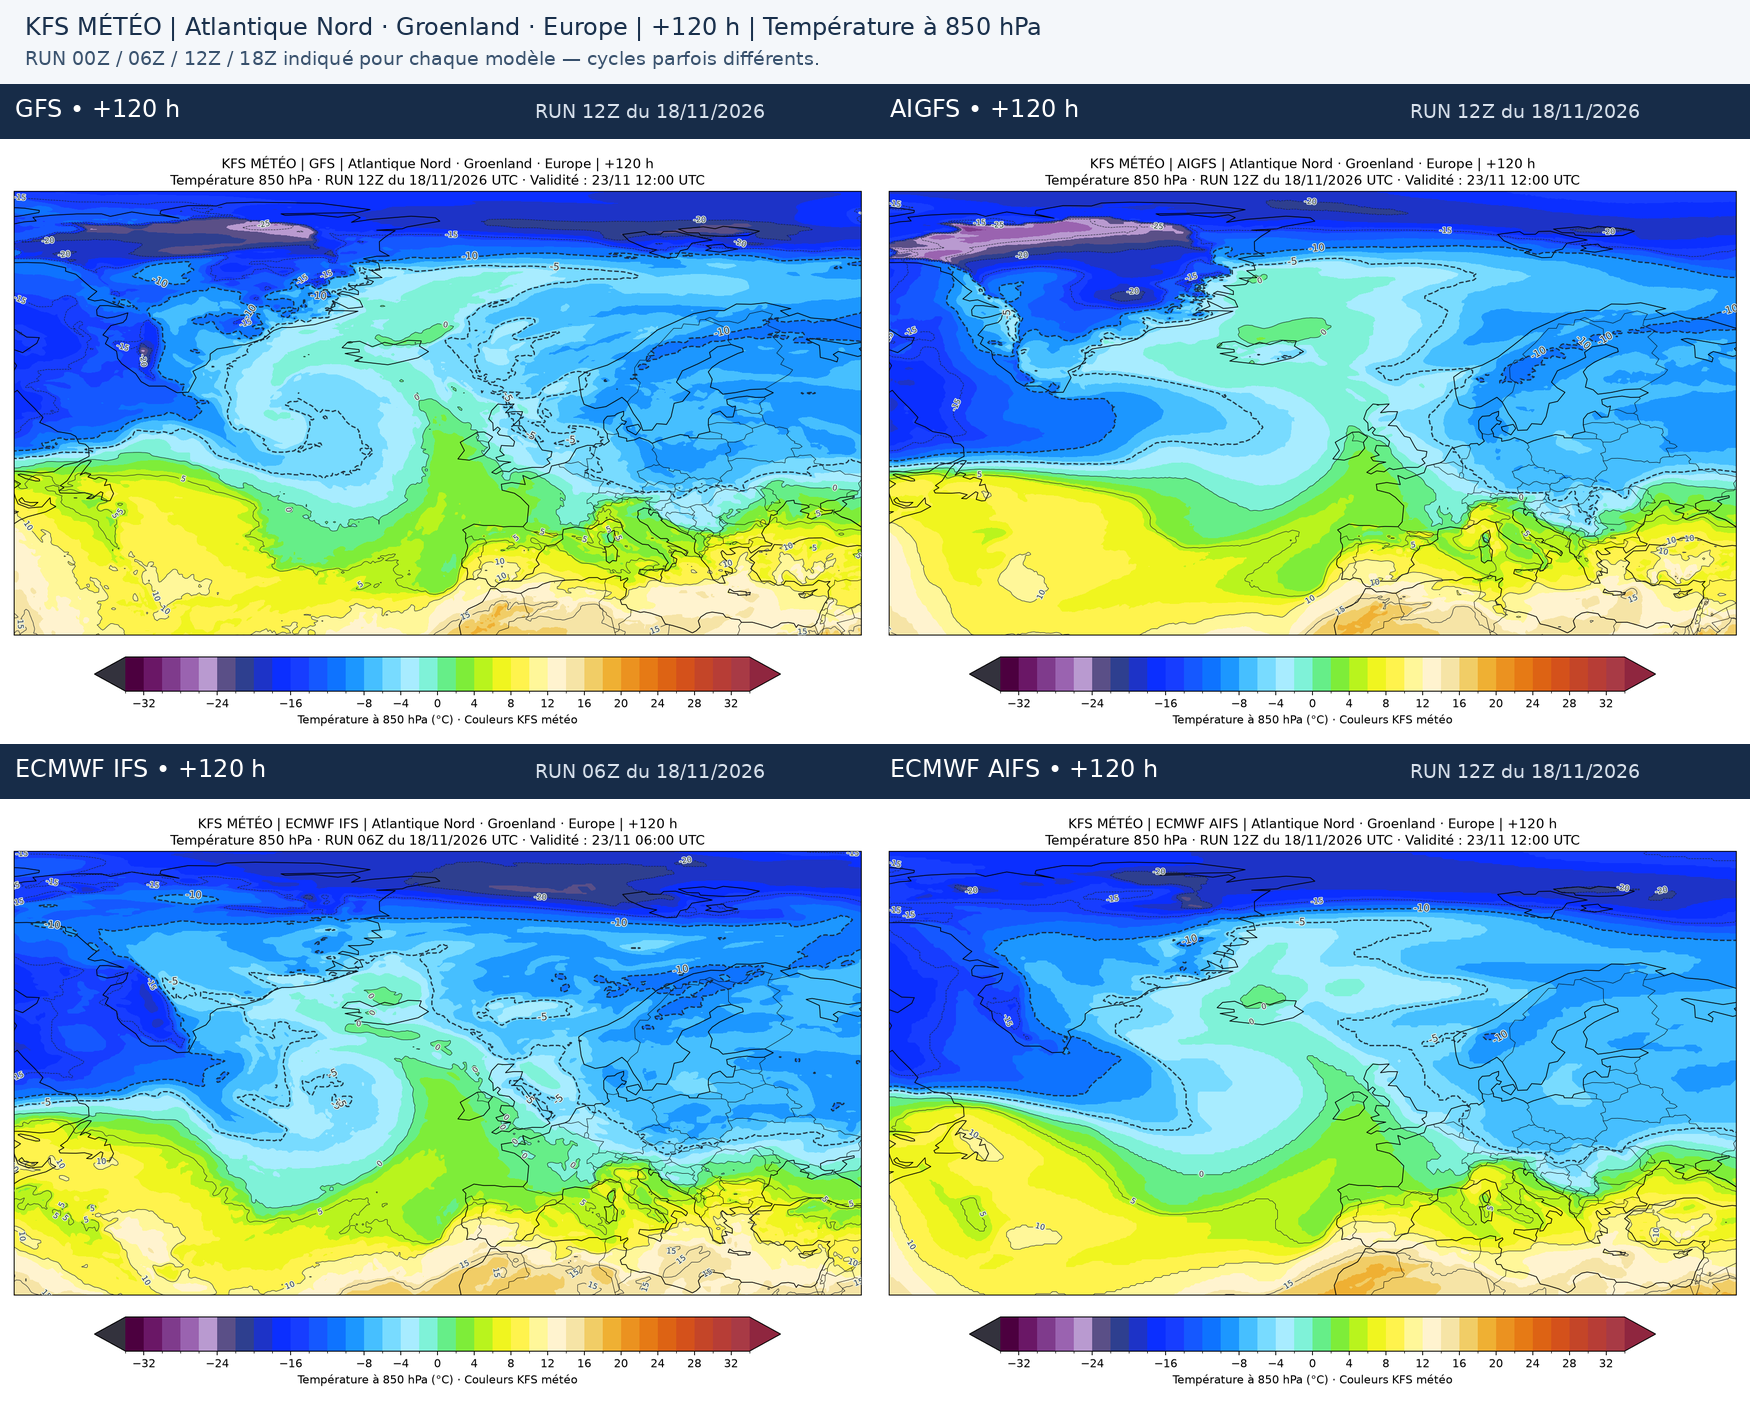 KFS MÉTÉO | Atlantique Nord · Groenland · Europe | +120 h | Température à 850 hPa
RUN 00Z / 06Z / 12Z / 18Z indiqué pour chaque modèle — cycles parfois différents.
GFS • +120 h
RUN 12Z du 18/11/2026
AIGFS • +120 h
RUN 12Z du 18/11/2026
KFS MÉTÉO | GFS | Atlantique Nord · Groenland · Europe | +120 h
Température 850 hPa · RUN 12Z du 18/11/2026 UTC · Validité : 23/11 12:00 UTC
KFS MÉTÉO | AIGFS | Atlantique Nord · Groenland · Europe | +120 h
Température 850 hPa · RUN 12Z du 18/11/2026 UTC · Validité : 23/11 12:00 UTC
−32 −24 −16 −8 −4 0 4 8 12 16 20 24 28 32
Température à 850 hPa (°C) · Couleurs KFS météo
−32 −24 −16 −8 −4 0 4 8 12 16 20 24 28 32
Température à 850 hPa (°C) · Couleurs KFS météo
ECMWF IFS • +120 h
RUN 06Z du 18/11/2026
ECMWF AIFS • +120 h
RUN 12Z du 18/11/2026
KFS MÉTÉO | ECMWF IFS | Atlantique Nord · Groenland · Europe | +120 h
Température 850 hPa · RUN 06Z du 18/11/2026 UTC · Validité : 23/11 06:00 UTC
KFS MÉTÉO | ECMWF AIFS | Atlantique Nord · Groenland · Europe | +120 h
Température 850 hPa · RUN 12Z du 18/11/2026 UTC · Validité : 23/11 12:00 UTC
−32 −24 −16 −8 −4 0 4 8 12 16 20 24 28 32
Température à 850 hPa (°C) · Couleurs KFS météo
−32 −24 −16 −8 −4 0 4 8 12 16 20 24 28 32
Température à 850 hPa (°C) · Couleurs KFS météo